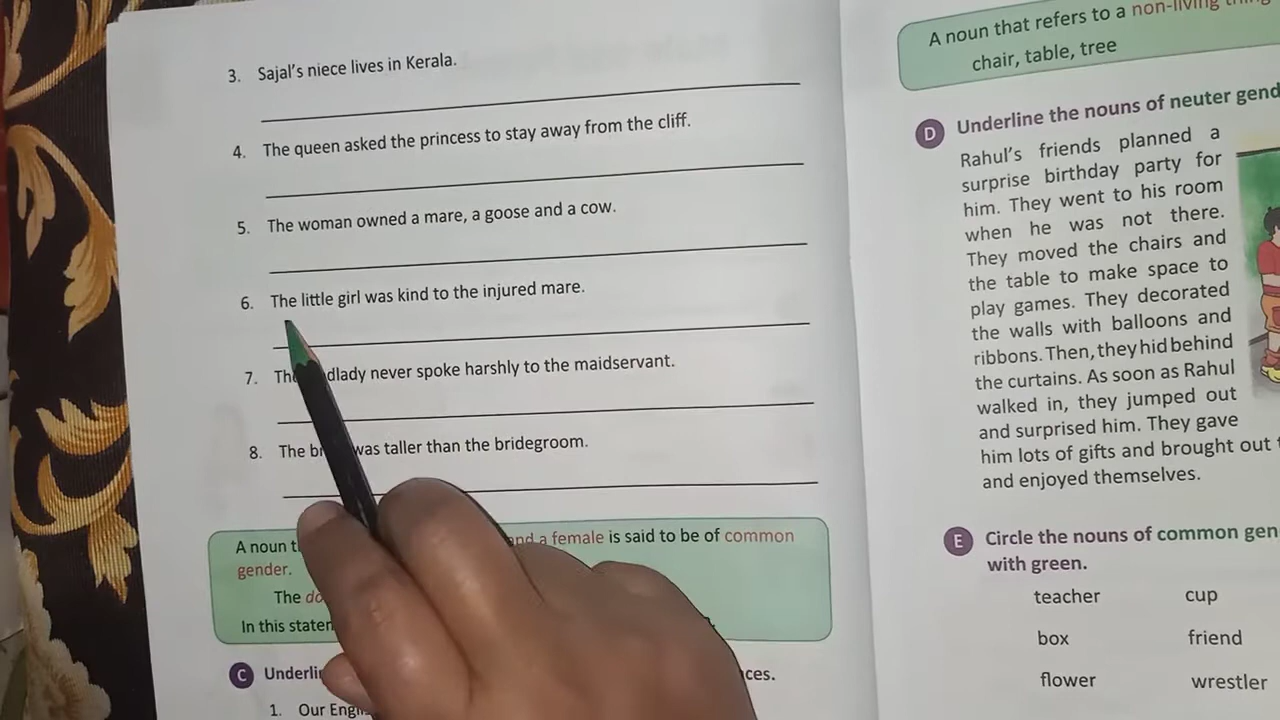 3. Sajal's niece lives in Kerala.
4. The queen asked the princess to stay away from the cliff.
5. The woman owned a mare, a goose and a cow.
6. The little girl was kind to the injured mare.
7. never spoke harshly to the maidservant.
8. The was taller than the bridegroom.
A noun and a female is said to be of common
gender.
The
In this
C
1. Our
A noun that refers to a non-living
chair, table, tree
D Underline the nouns of neuter
Rahul's friends planned a
surprise birthday party for
him. They went to his room
when he was not there.
They moved the chairs and
the table to make space to
play games. They decorated
the walls with balloons and
ribbons. Then, they hid behind
the curtains. As soon as Rahul
walked in, they jumped out
and surprised him. They gave
him lots of gifts and brought out
and enjoyed themselves.
E Circle the nouns of common
with green.
teacher cup
box friend
flower wrestler